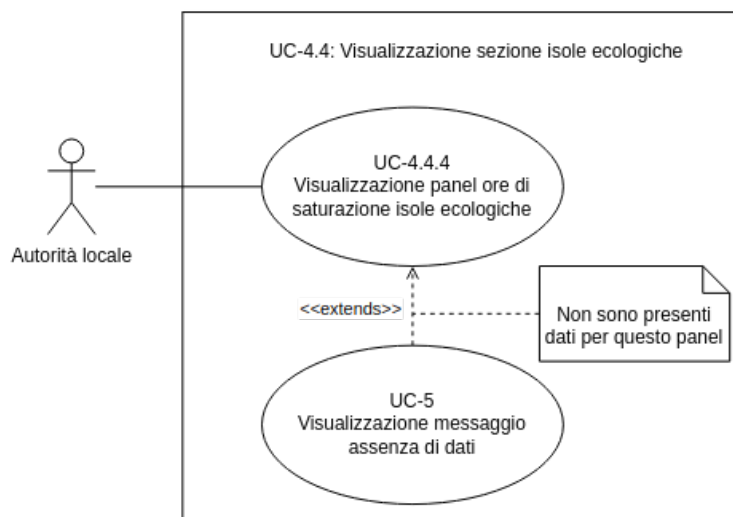 UC-4.4: Visualizzazione sezione isole ecologiche
UC-4.4.4
Visualizzazione panel ore di
saturazione isole ecologiche
Autorità locale
<<extends>>
Non sono presenti
dati per questo panel
UC-5
Visualizzazione messaggio
assenza di dati